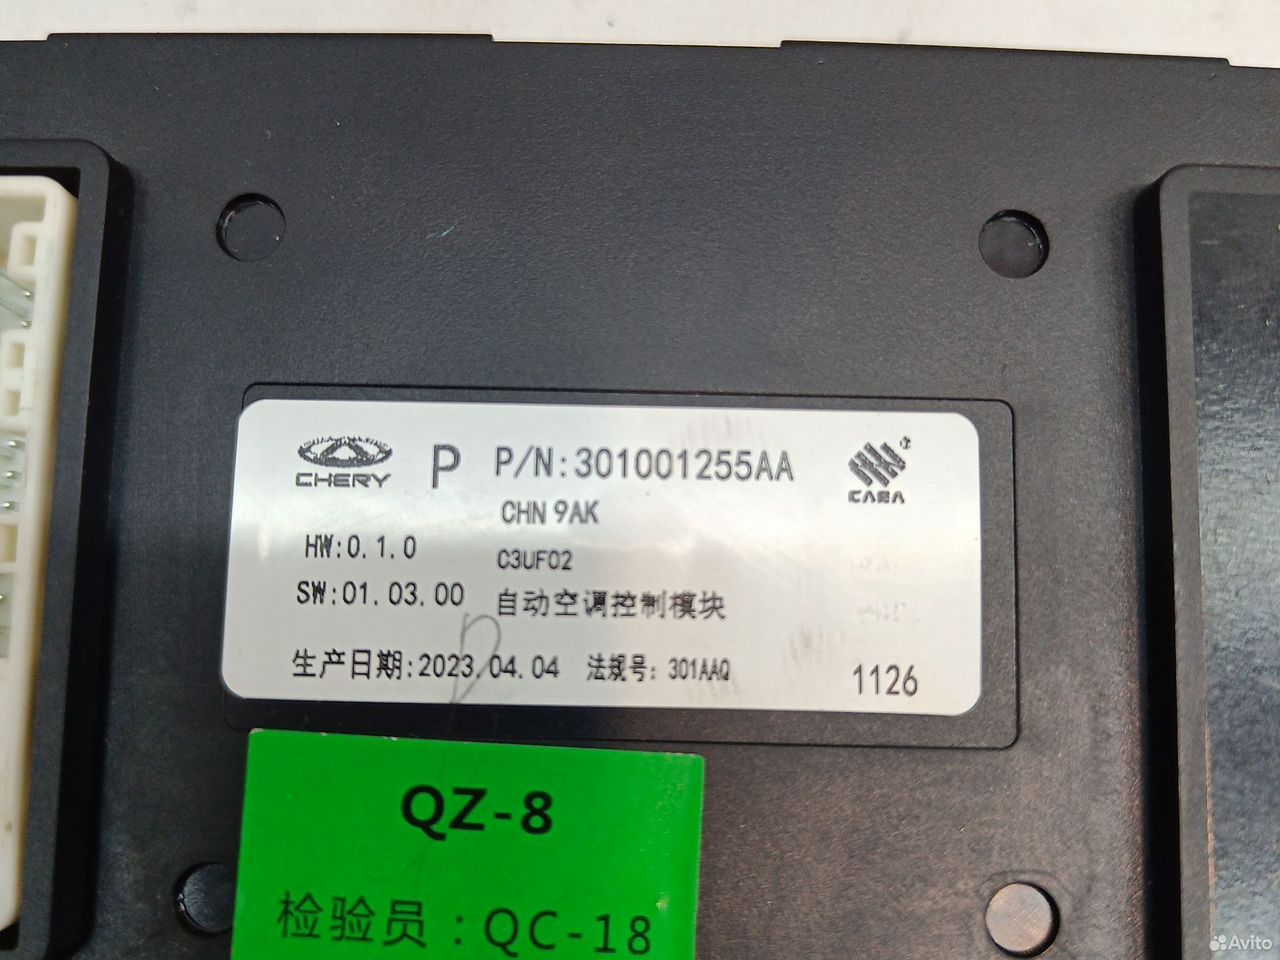 CHERY
P
P/N:301001255AA
CHN 9AK
HW:0.1.0
C3UF02
SW:01.03.00
自动空调控制模块
生产日期:2023.04.04
法规号: 301AAQ
1126
QZ-8
检验员:QC-18
Avito